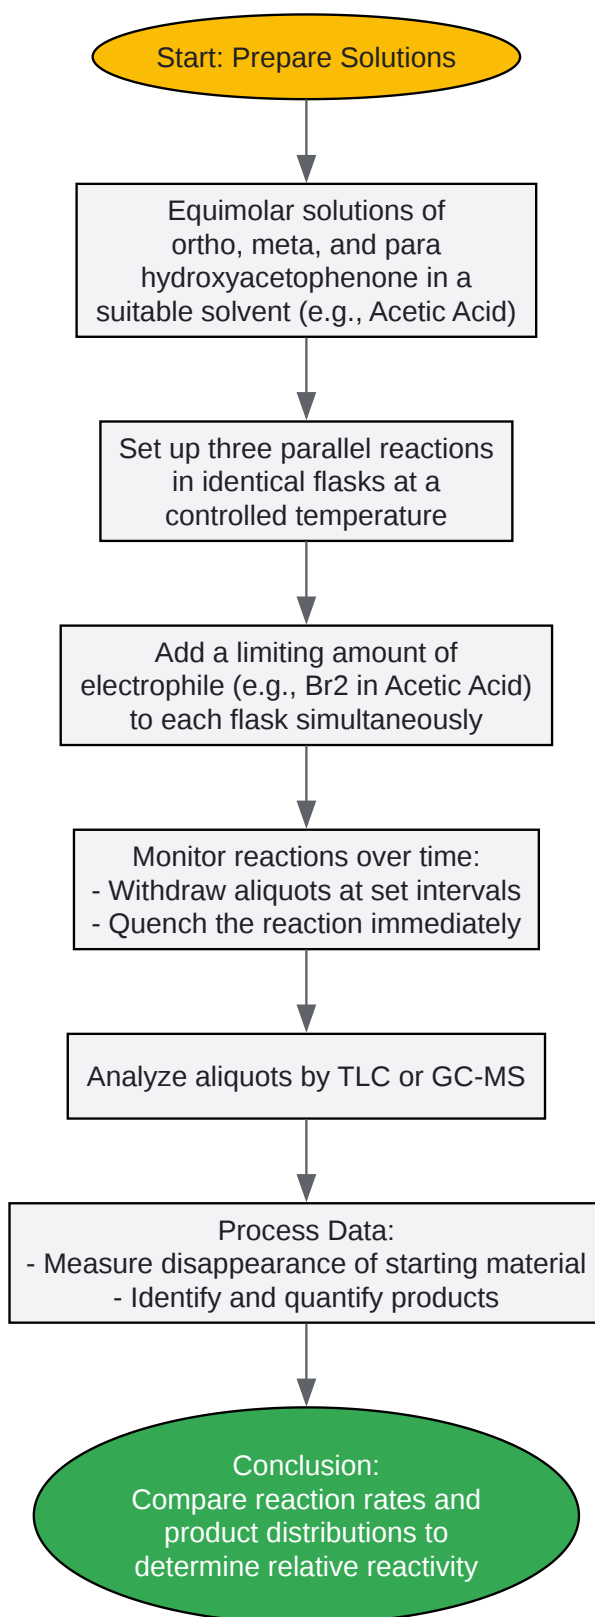 Start: Prepare Solutions
Equimolar solutions of
ortho, meta, and para
hydroxyacetophenone in a
suitable solvent (e.g., Acetic Acid)
Set up three parallel reactions
in identical flasks at a
controlled temperature
Add a limiting amount of
electrophile (e.g., Br2 in Acetic Acid)
to each flask simultaneously
Monitor reactions over time:
- Withdraw aliquots at set intervals
- Quench the reaction immediately
Analyze aliquots by TLC or GC-MS
Process Data:
- Measure disappearance of starting material
- Identify and quantify products
Conclusion:
Compare reaction rates and
product distributions to
determine relative reactivity